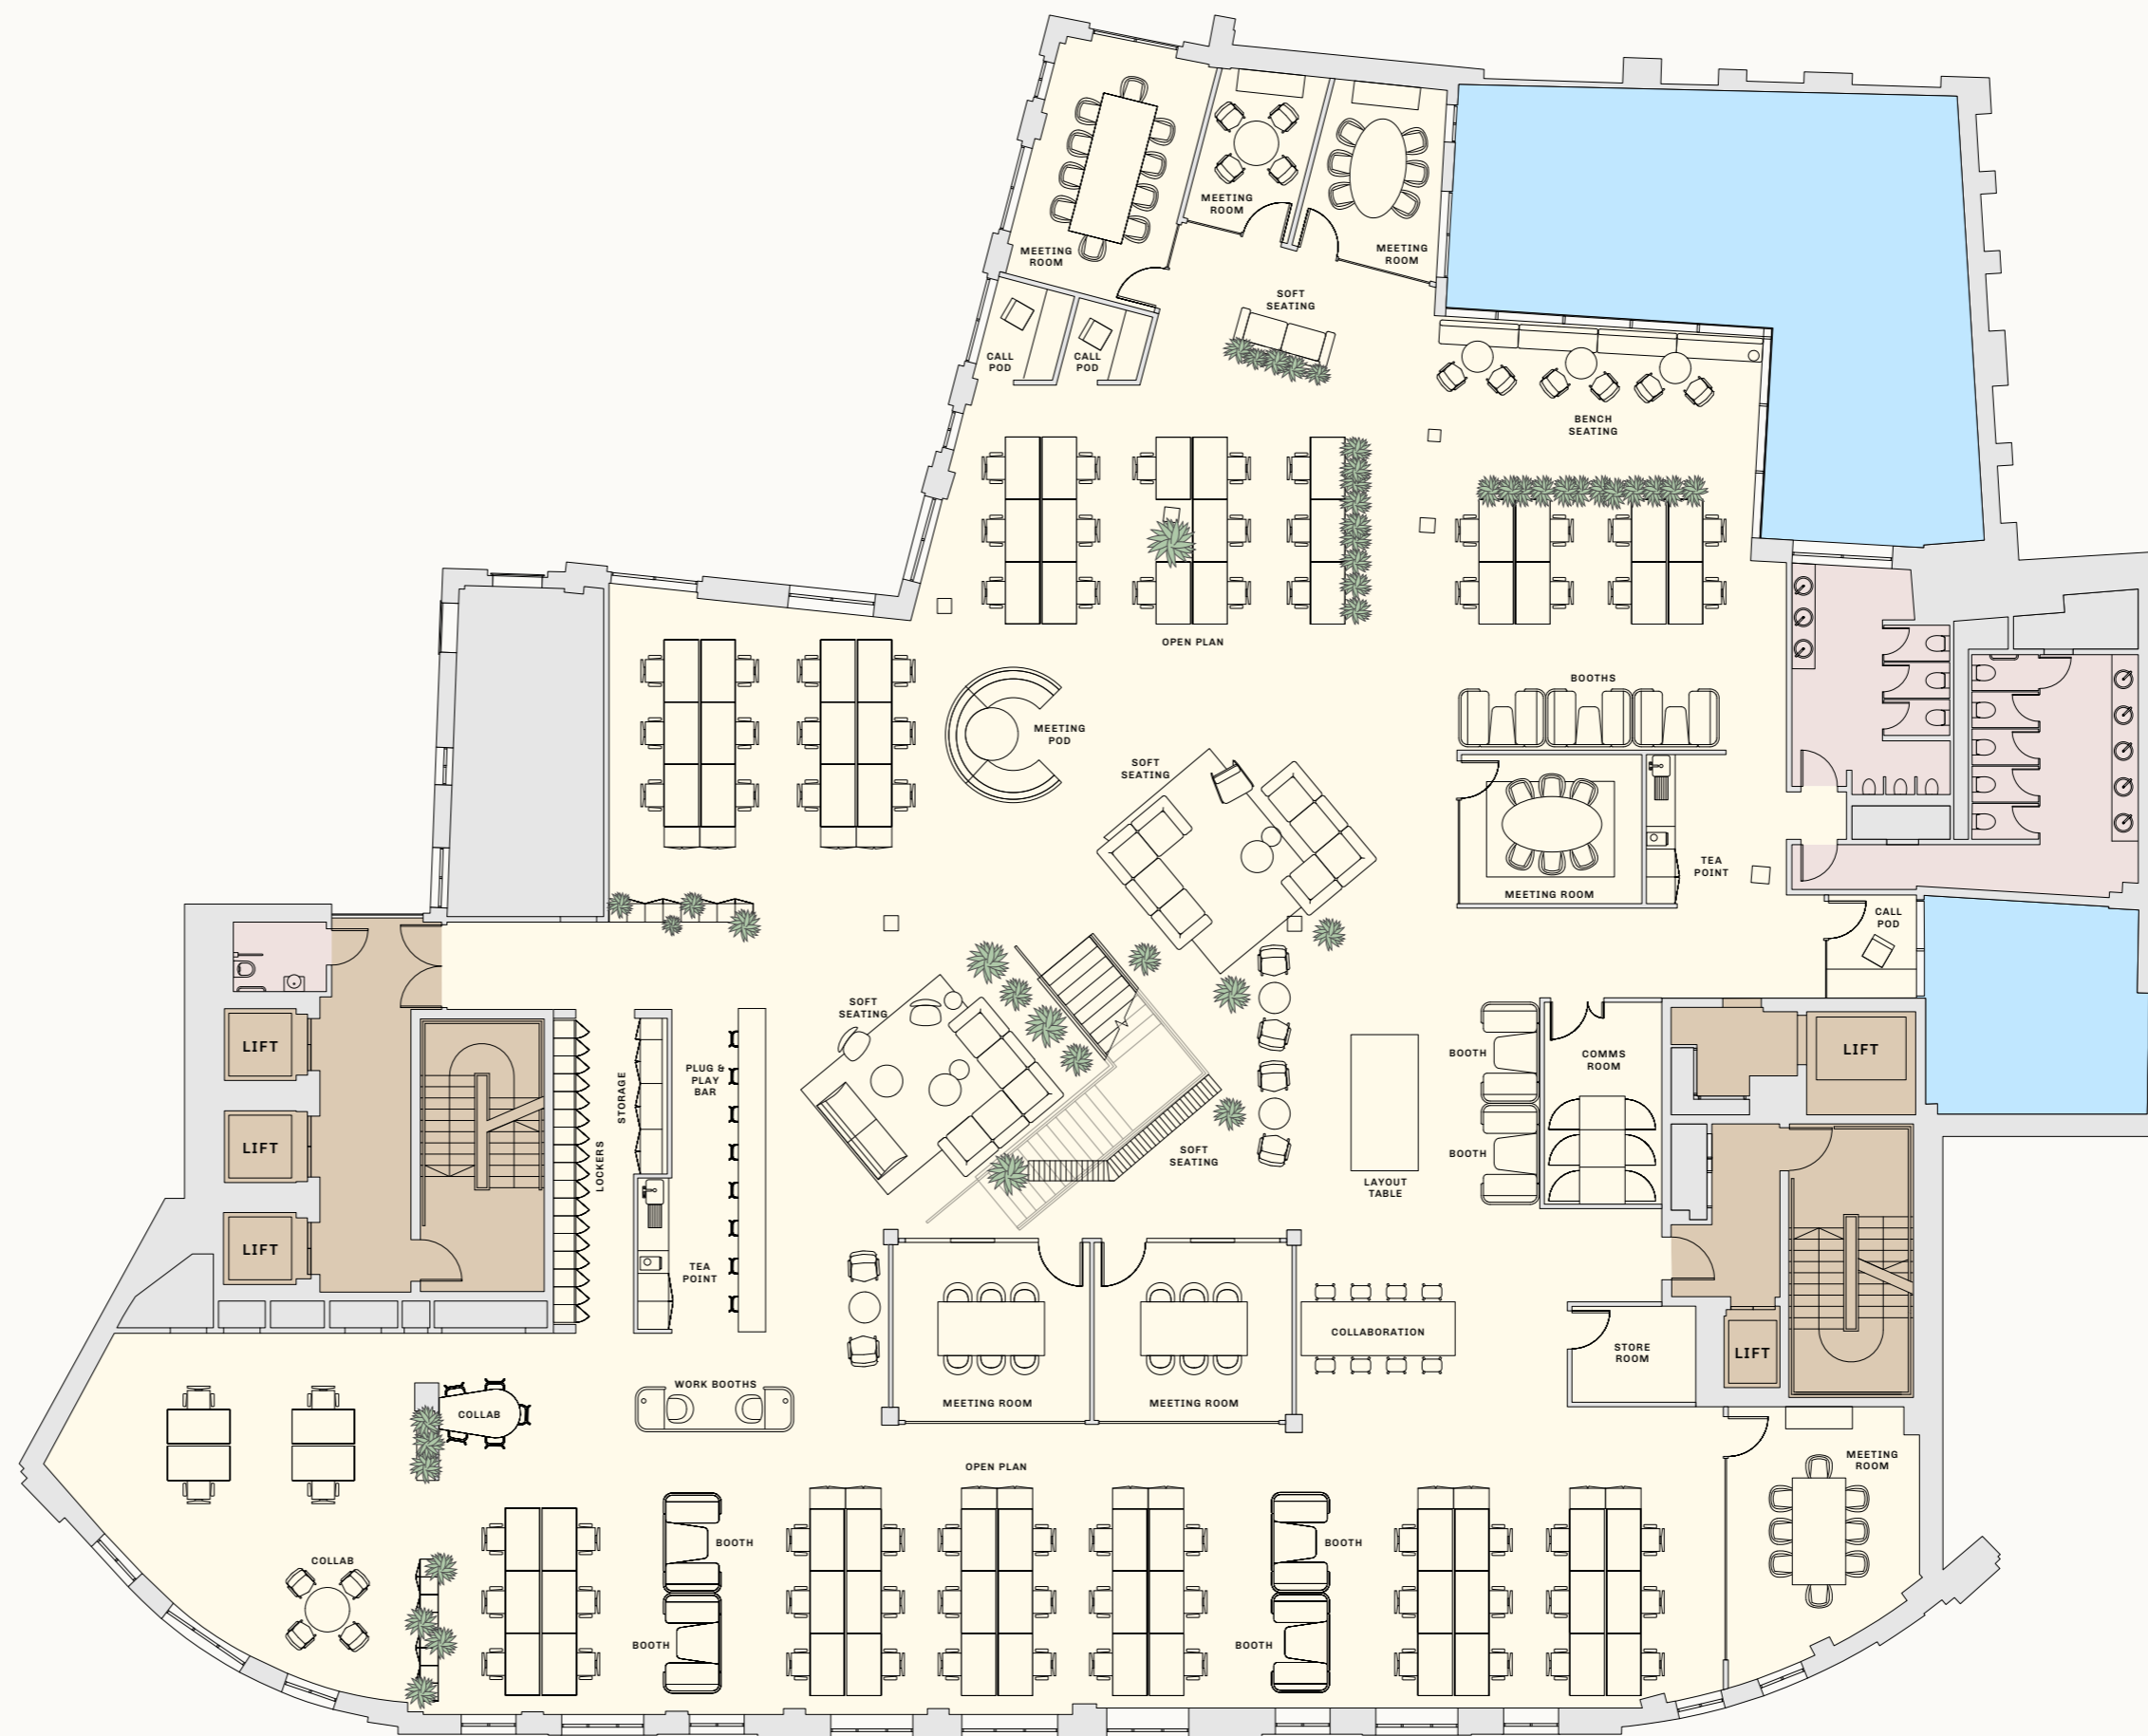 MEETING
ROOM
MEETING
ROOM
MEETING
ROOM
SOFT
SEATING
CALL
POD
CALL
POD
BENCH
SEATING
OPEN PLAN
BOOTHS
MEETING
POD
SOFT
SEATING
MEETING ROOM
TEA
POINT
CALL
POD
SOFT
SEATING
LIFT
LIFT
LIFT
STORAGE
LOCKERS
PLUG &
PLAY
BAR
TEA
POINT
SOFT
SEATING
LAYOUT
TABLE
BOOTH
BOOTH
COMMS
ROOM
LIFT
COLLABORATION
STORE
ROOM
LIFT
WORK BOOTHS
MEETING ROOM
MEETING ROOM
COLLAB
OPEN PLAN
MEETING
ROOM
COLLAB
BOOTH
BOOTH
BOOTH
BOOTH